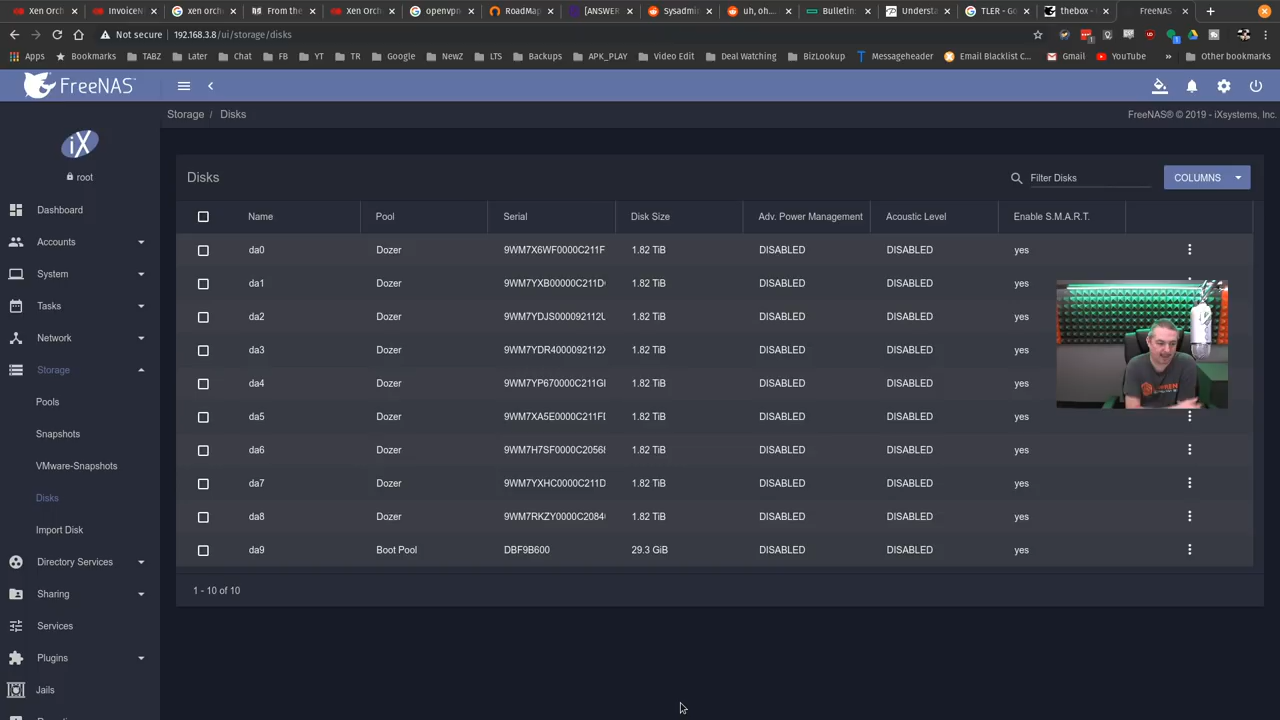 Xen Orch
InvoiceN
xen orch
From the
Xen Orch
openvpn
RoadMap
[ANSWER
Sysadmi
uh, oh...
Bulletin:
Underst
TLER - Go
thebox -
FreeNAS
Not secure
192.168.3.8/ui/storage/disks
Apps
Bookmarks
TABZ
Later
Chat
FB
YT
TR
Google
NewZ
LTS
Backups
APK_PLAY
Video Edit
Deal Watching
BizLookup
Messageheader
Email Blacklist C...
Gmail
YouTube
»
Other bookmarks
FreeNAS
Storage / Disks
FreeNAS® © 2019 - iXsystems, Inc.
iX
root
Dashboard
Accounts
System
Tasks
Network
Storage
Pools
Snapshots
VMware-Snapshots
Disks
Import Disk
Directory Services
Sharing
Services
Plugins
Jails
Disks
Filter Disks
COLUMNS
Name Pool Serial Disk Size Adv. Power Management Acoustic Level Enable S.M.A.R.T.
da0 Dozer 9WM7X6WF0000C211F 1.82 TiB DISABLED DISABLED yes
da1 Dozer 9WM7YXB00000C211D 1.82 TiB DISABLED DISABLED yes
da2 Dozer 9WM7YDJS000092112U 1.82 TiB DISABLED DISABLED yes
da3 Dozer 9WM7YDR4000092112X 1.82 TiB DISABLED DISABLED yes
da4 Dozer 9WM7YP670000C211G 1.82 TiB DISABLED DISABLED yes
da5 Dozer 9WM7XA5E0000C211F 1.82 TiB DISABLED DISABLED yes
da6 Dozer 9WM7H7SF0000C2056 1.82 TiB DISABLED DISABLED yes
da7 Dozer 9WM7YXHC0000C211D 1.82 TiB DISABLED DISABLED yes
da8 Dozer 9WM7RKZY0000C2084 1.82 TiB DISABLED DISABLED yes
da9 Boot Pool DBF9B600 29.3 GiB DISABLED DISABLED yes
1 - 10 of 10